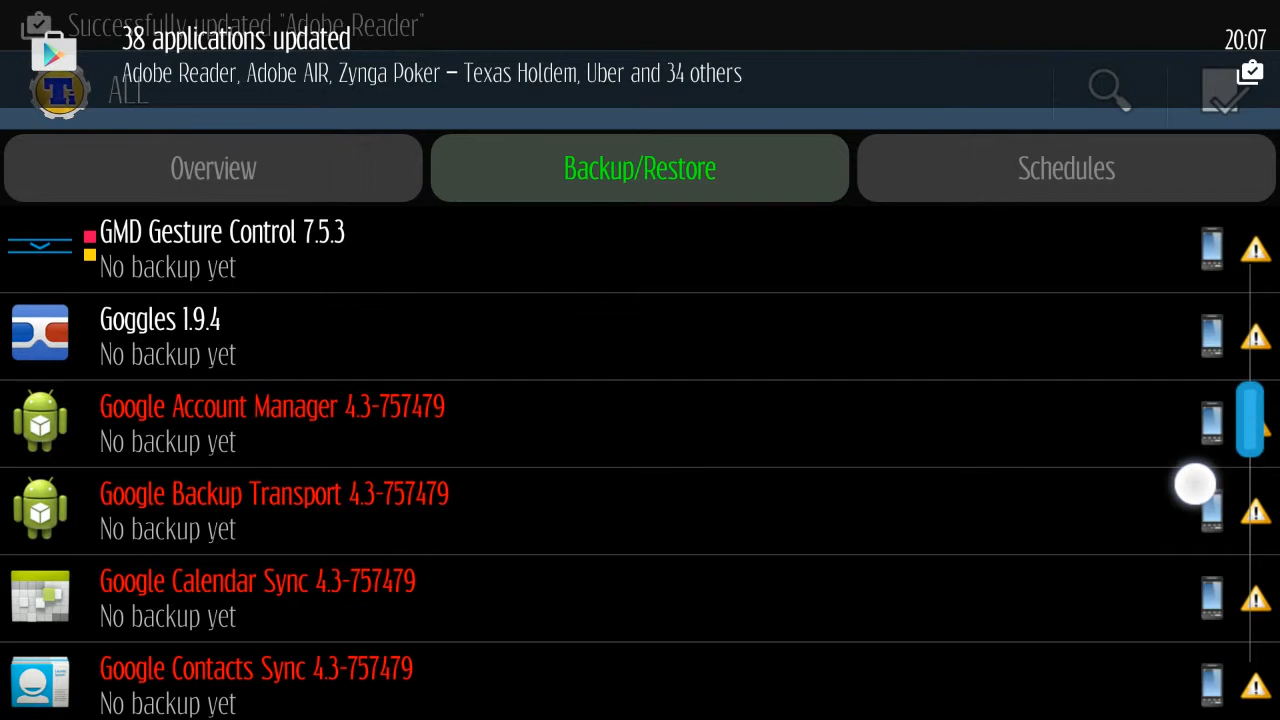 Successfully updated "Adobe Reader"
38 applications updated
20:07
Adobe Reader, Adobe AIR, Zynga Poker – Texas Holdem, Uber and 34 others
Ti
ALL
Overview
Backup/Restore
Schedules
GMD Gesture Control 7.5.3
No backup yet
Goggles 1.9.4
No backup yet
Google Account Manager 4.3-757479
No backup yet
Google Backup Transport 4.3-757479
No backup yet
Google Calendar Sync 4.3-757479
No backup yet
Google Contacts Sync 4.3-757479
No backup yet